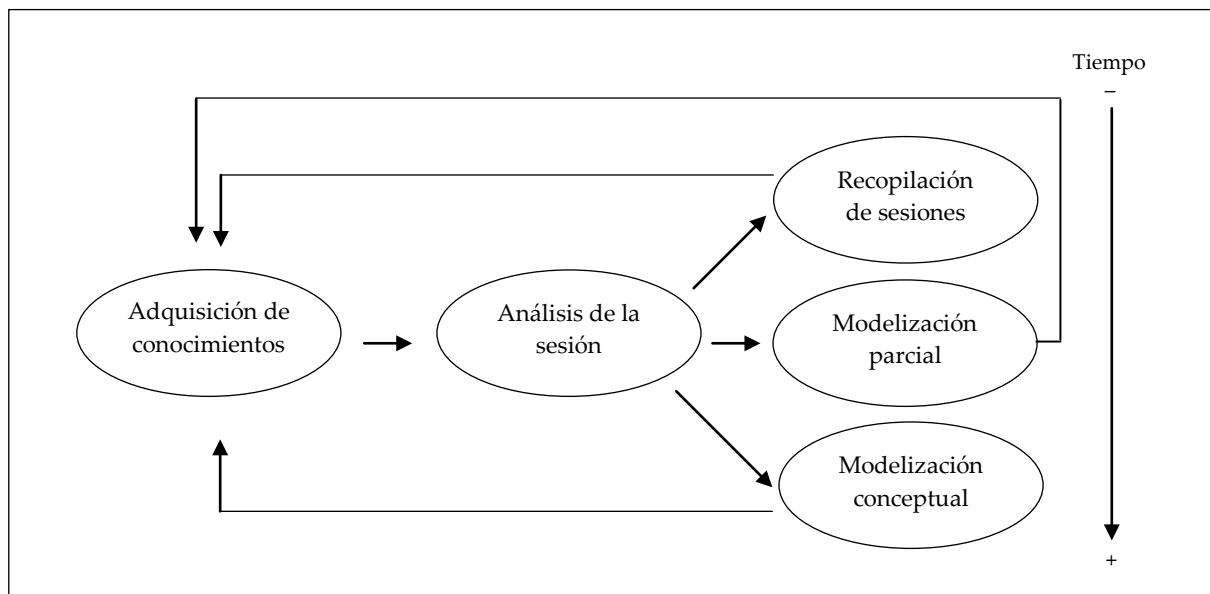 Tiempo
–
Recopilación
de sesiones
Adquisición de
conocimientos
Análisis de la
sesión
Modelización
parcial
Modelización
conceptual
+